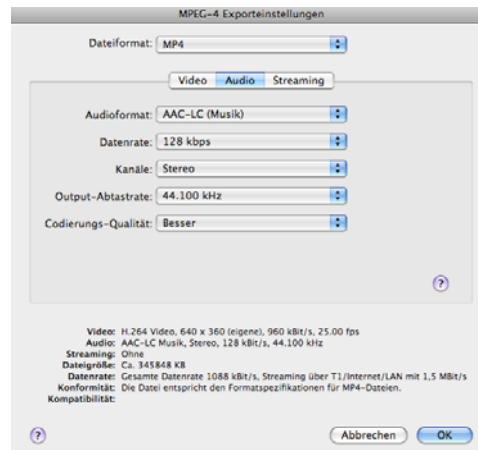 MPEG-4 Exporteinstellungen
Dateiformat: MP4
Video Audio Streaming
Audioformat: AAC-LC (Musik)
Datenrate: 128 kbps
Kanäle: Stereo
Output-Abtastrate: 44.100 kHz
Codierungs-Qualität: Besser
?
Video: H.264 Video, 640 x 360 (eigene), 960 kBit/s, 25.00 fps
Audio: AAC-LC Musik, Stereo, 128 kBit/s, 44.100 kHz
Streaming: Ohne
Dateigröße: Ca. 345848 KB
Datenrate: Gesamte Datenrate 1088 kBit/s, Streaming über T1/Internet/LAN mit 1,5 MBit/s
Konformität: Die Datei entspricht den Formatspezifikationen für MP4-Dateien.
Kompatibilität:
? Abbrechen OK